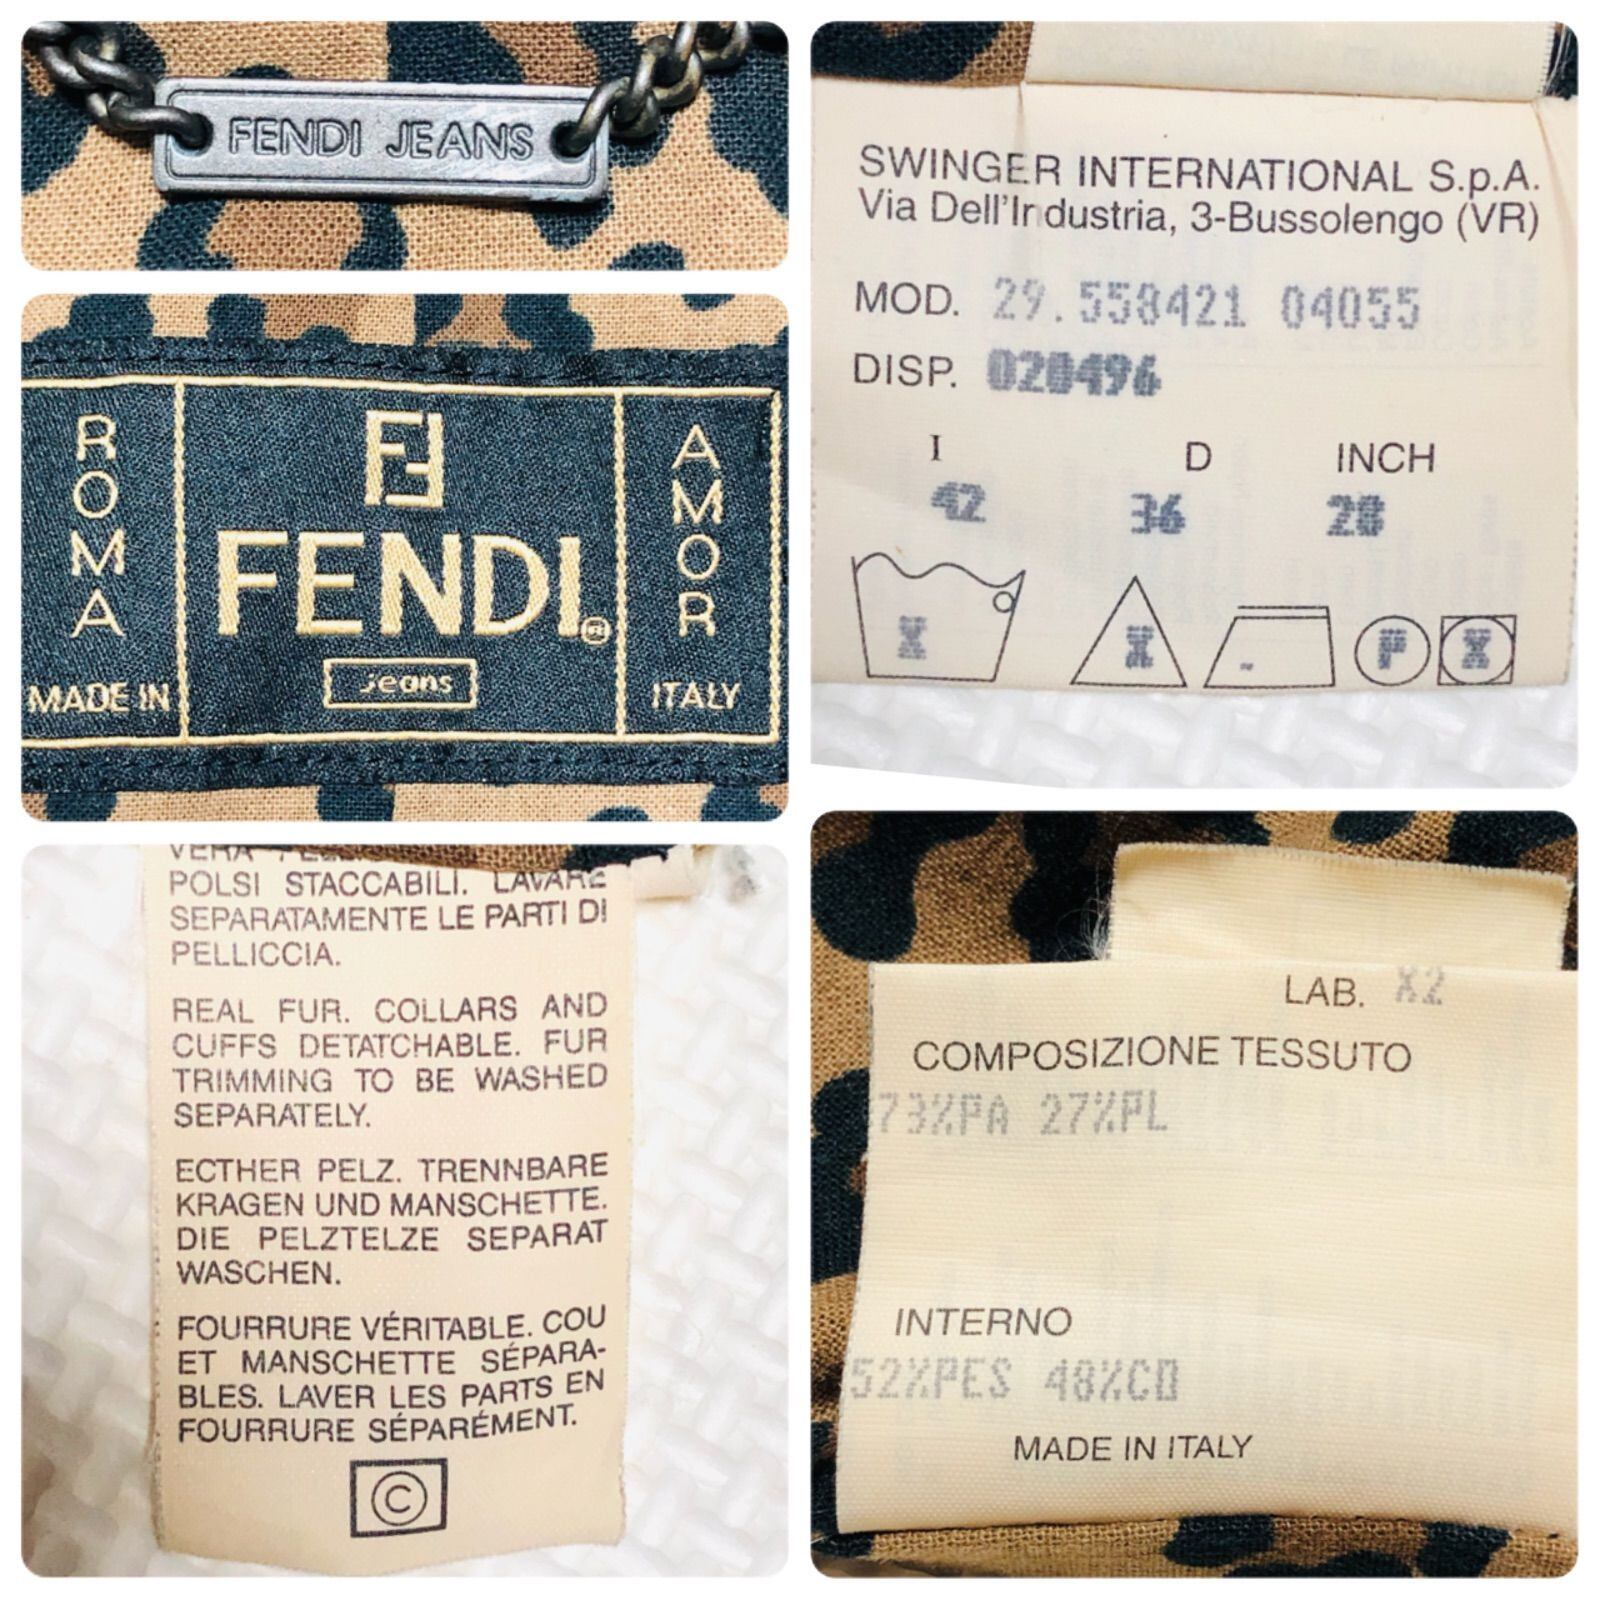 FENDI JEANS
ROMA
MADE IN
FENDI®
jeans
AMOR
ITALY
SWINGER INTERNATIONAL S.p.A.
Via Dell'Industria, 3-Bussolengo (VR)
MOD. 29.558421 04055
DISP. 020496
I D INCH
42 36 28
X X - P X
VERA
POLSI STACCABILI. LAVARE
SEPARATAMENTE LE PARTI DI
PELLICCIA.
REAL FUR. COLLARS AND
CUFFS DETATCHABLE. FUR
TRIMMING TO BE WASHED
SEPARATELY.
ECTHER PELZ. TRENNBARE
KRAGEN UND MANSCHETTE.
DIE PELZTELZE SEPARAT
WASCHEN.
FOURRURE VÉRITABLE. COU
ET MANSCHETTE SÉPARA-
BLES. LAVER LES PARTS EN
FOURRURE SÉPARÉMENT.
©
LAB. X2
COMPOSIZIONE TESSUTO
73%PA 27%PL
INTERNO
52%PES 48%CO
MADE IN ITALY